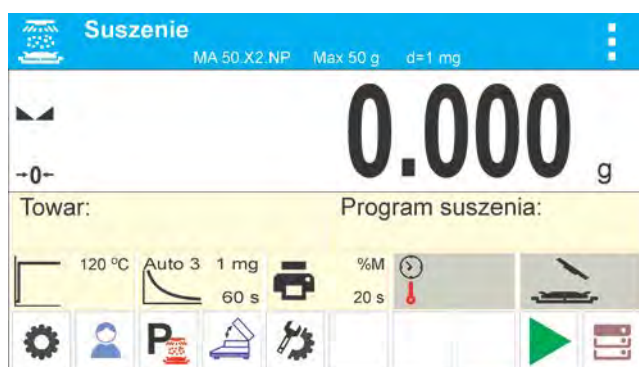 Suszenie
MA 50.X2.NP Max 50 g d=1 mg
0.000 g
→0←
Towar: Program suszenia:
120 ºC Auto 3 1 mg %M
60 s 20 s
P